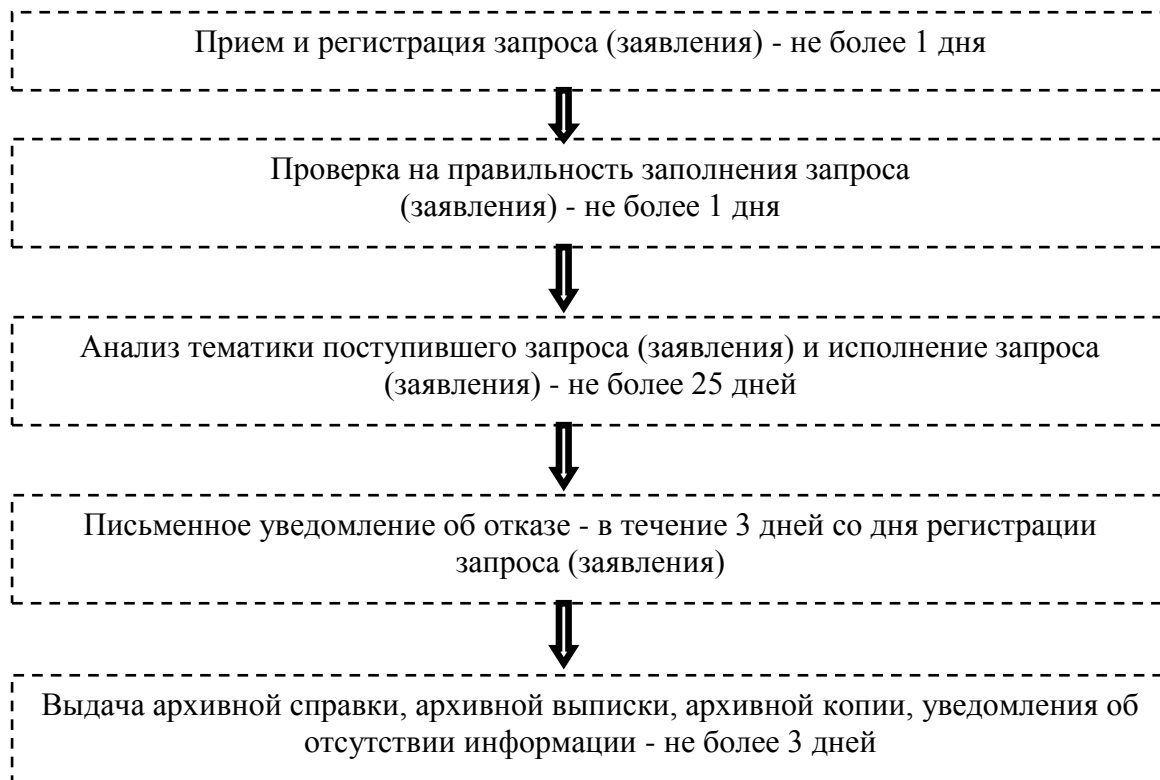 Прием и регистрация запроса (заявления) - не более 1 дня
Проверка на правильность заполнения запроса
(заявления) - не более 1 дня
Анализ тематики поступившего запроса (заявления) и исполнение запроса
(заявления) - не более 25 дней
Письменное уведомление об отказе - в течение 3 дней со дня регистрации
запроса (заявления)
Выдача архивной справки, архивной выписки, архивной копии, уведомления об
отсутствии информации - не более 3 дней